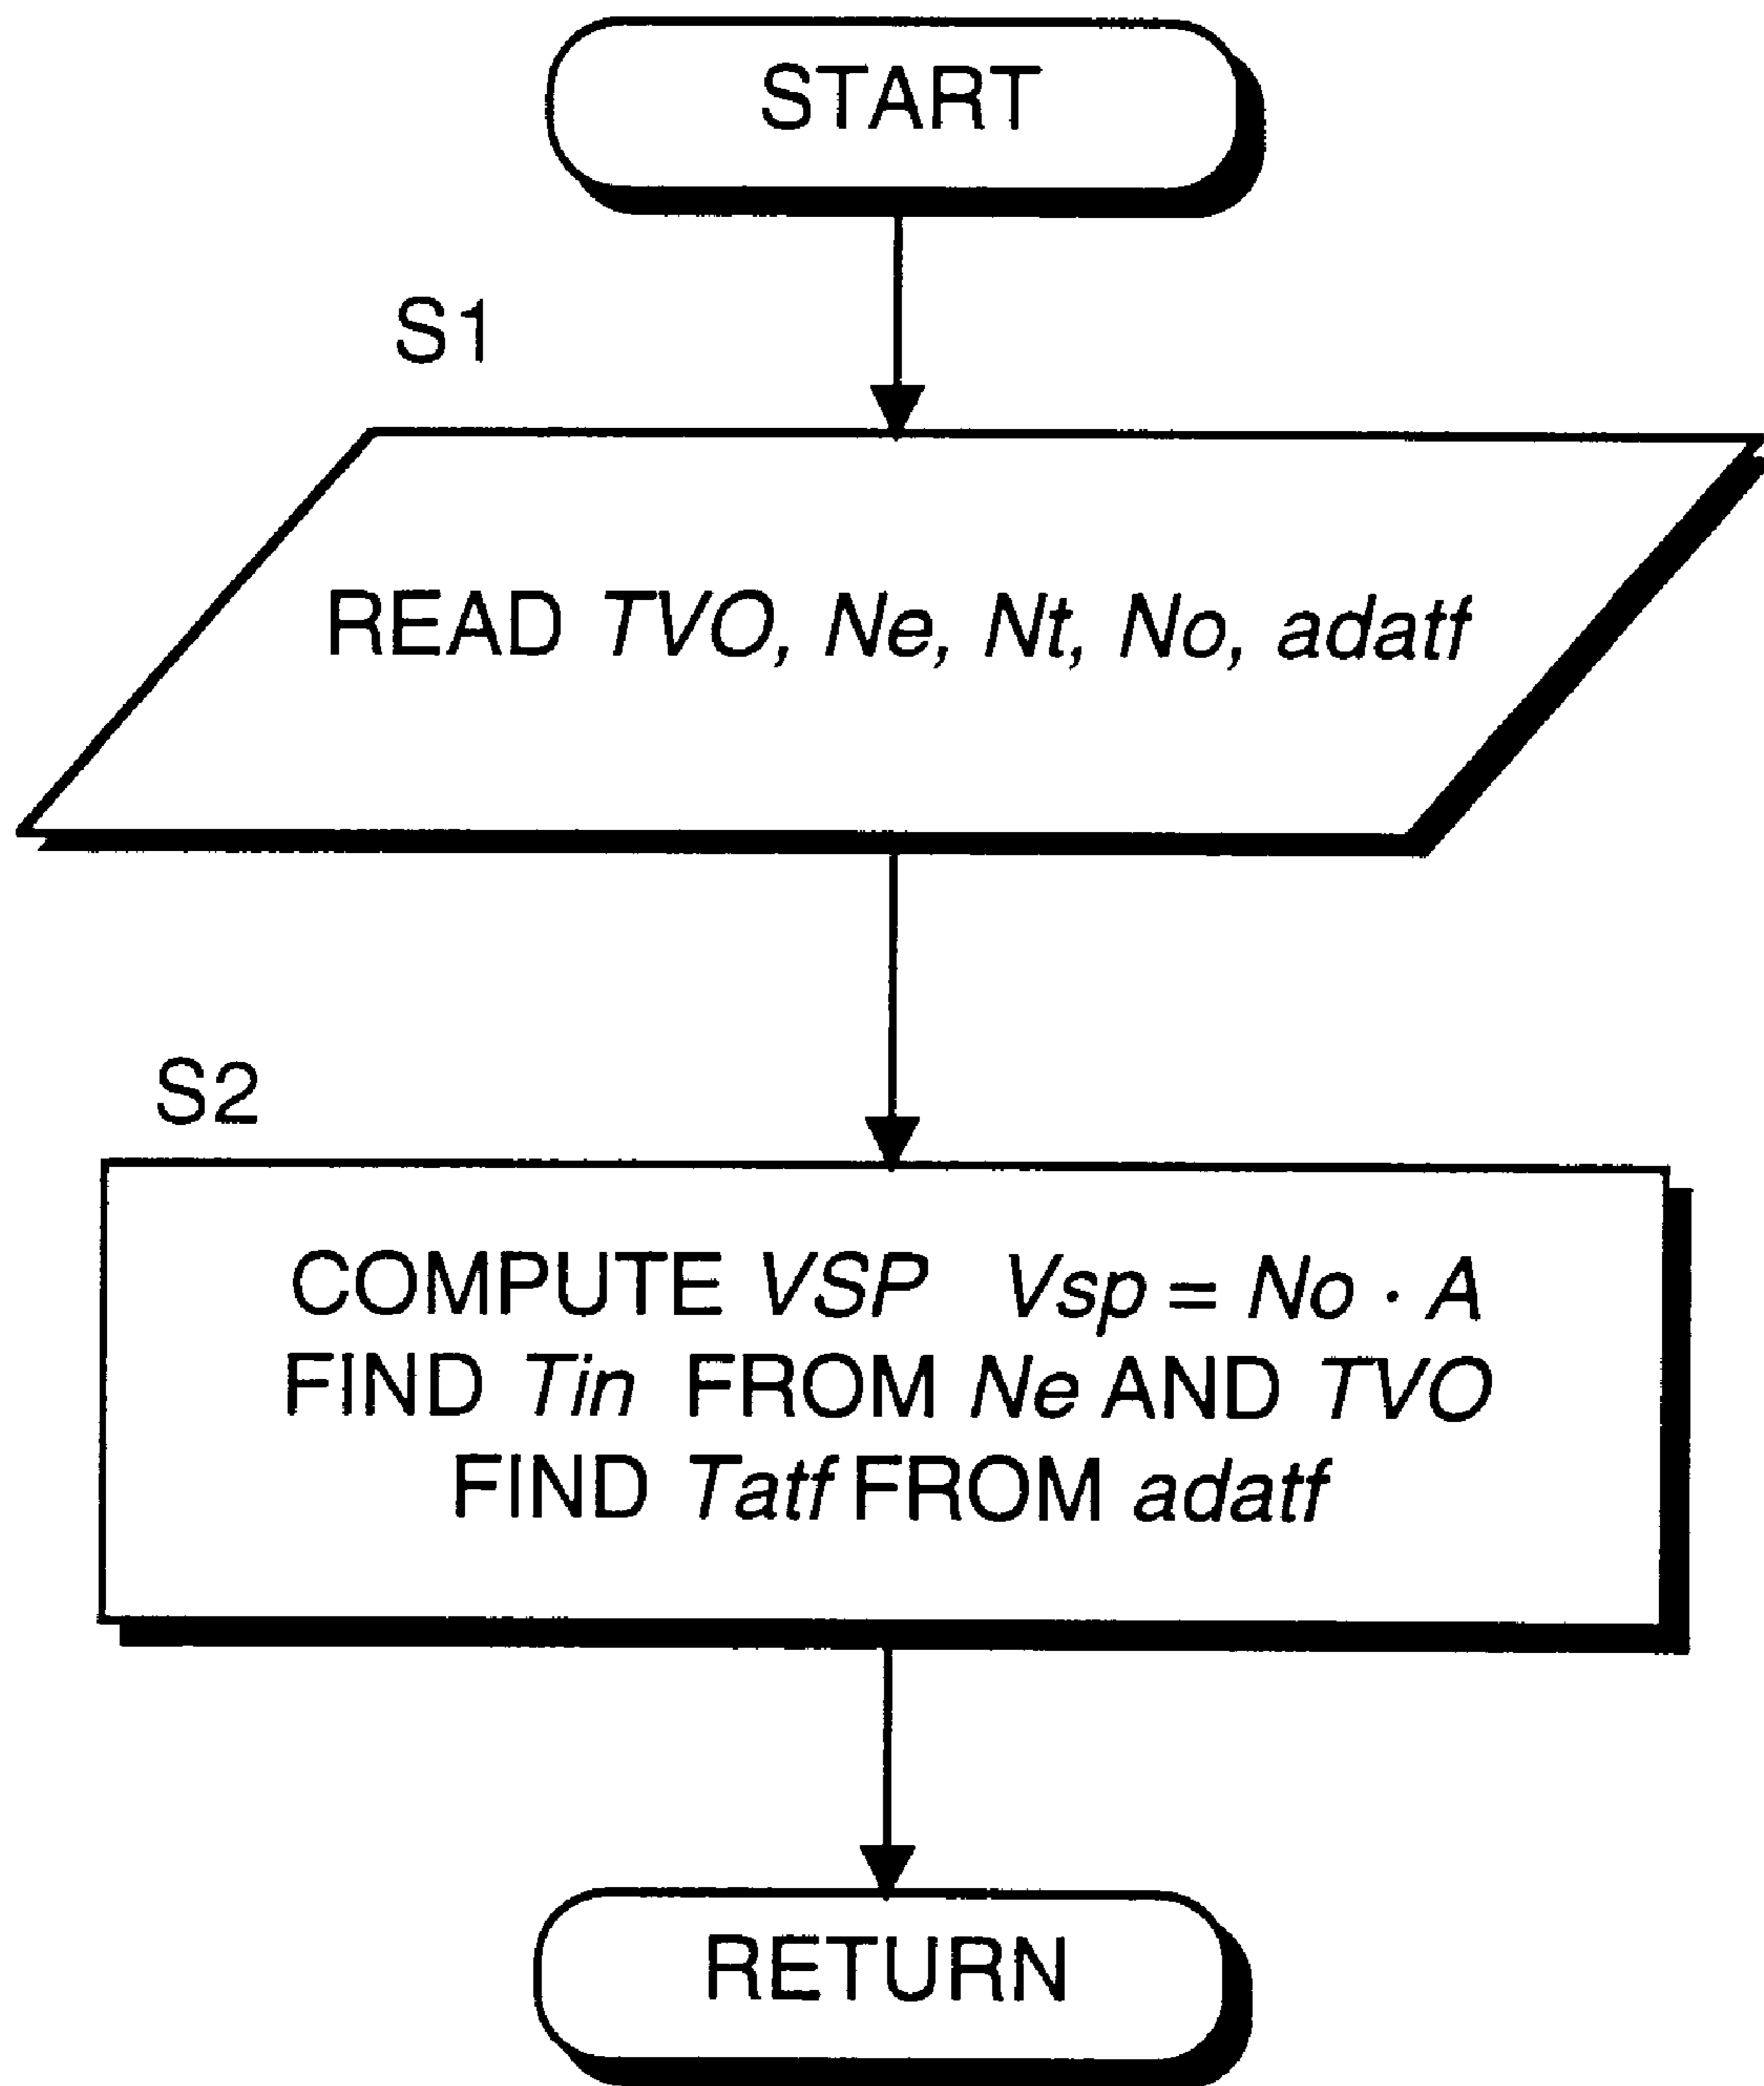 START
S1
READ TVO, Ne, Nt, No, adatf
S2
COMPUTE VSP Vsp = No · A
FIND Tin FROM Ne AND TVO
FIND Tatf FROM adatf
RETURN